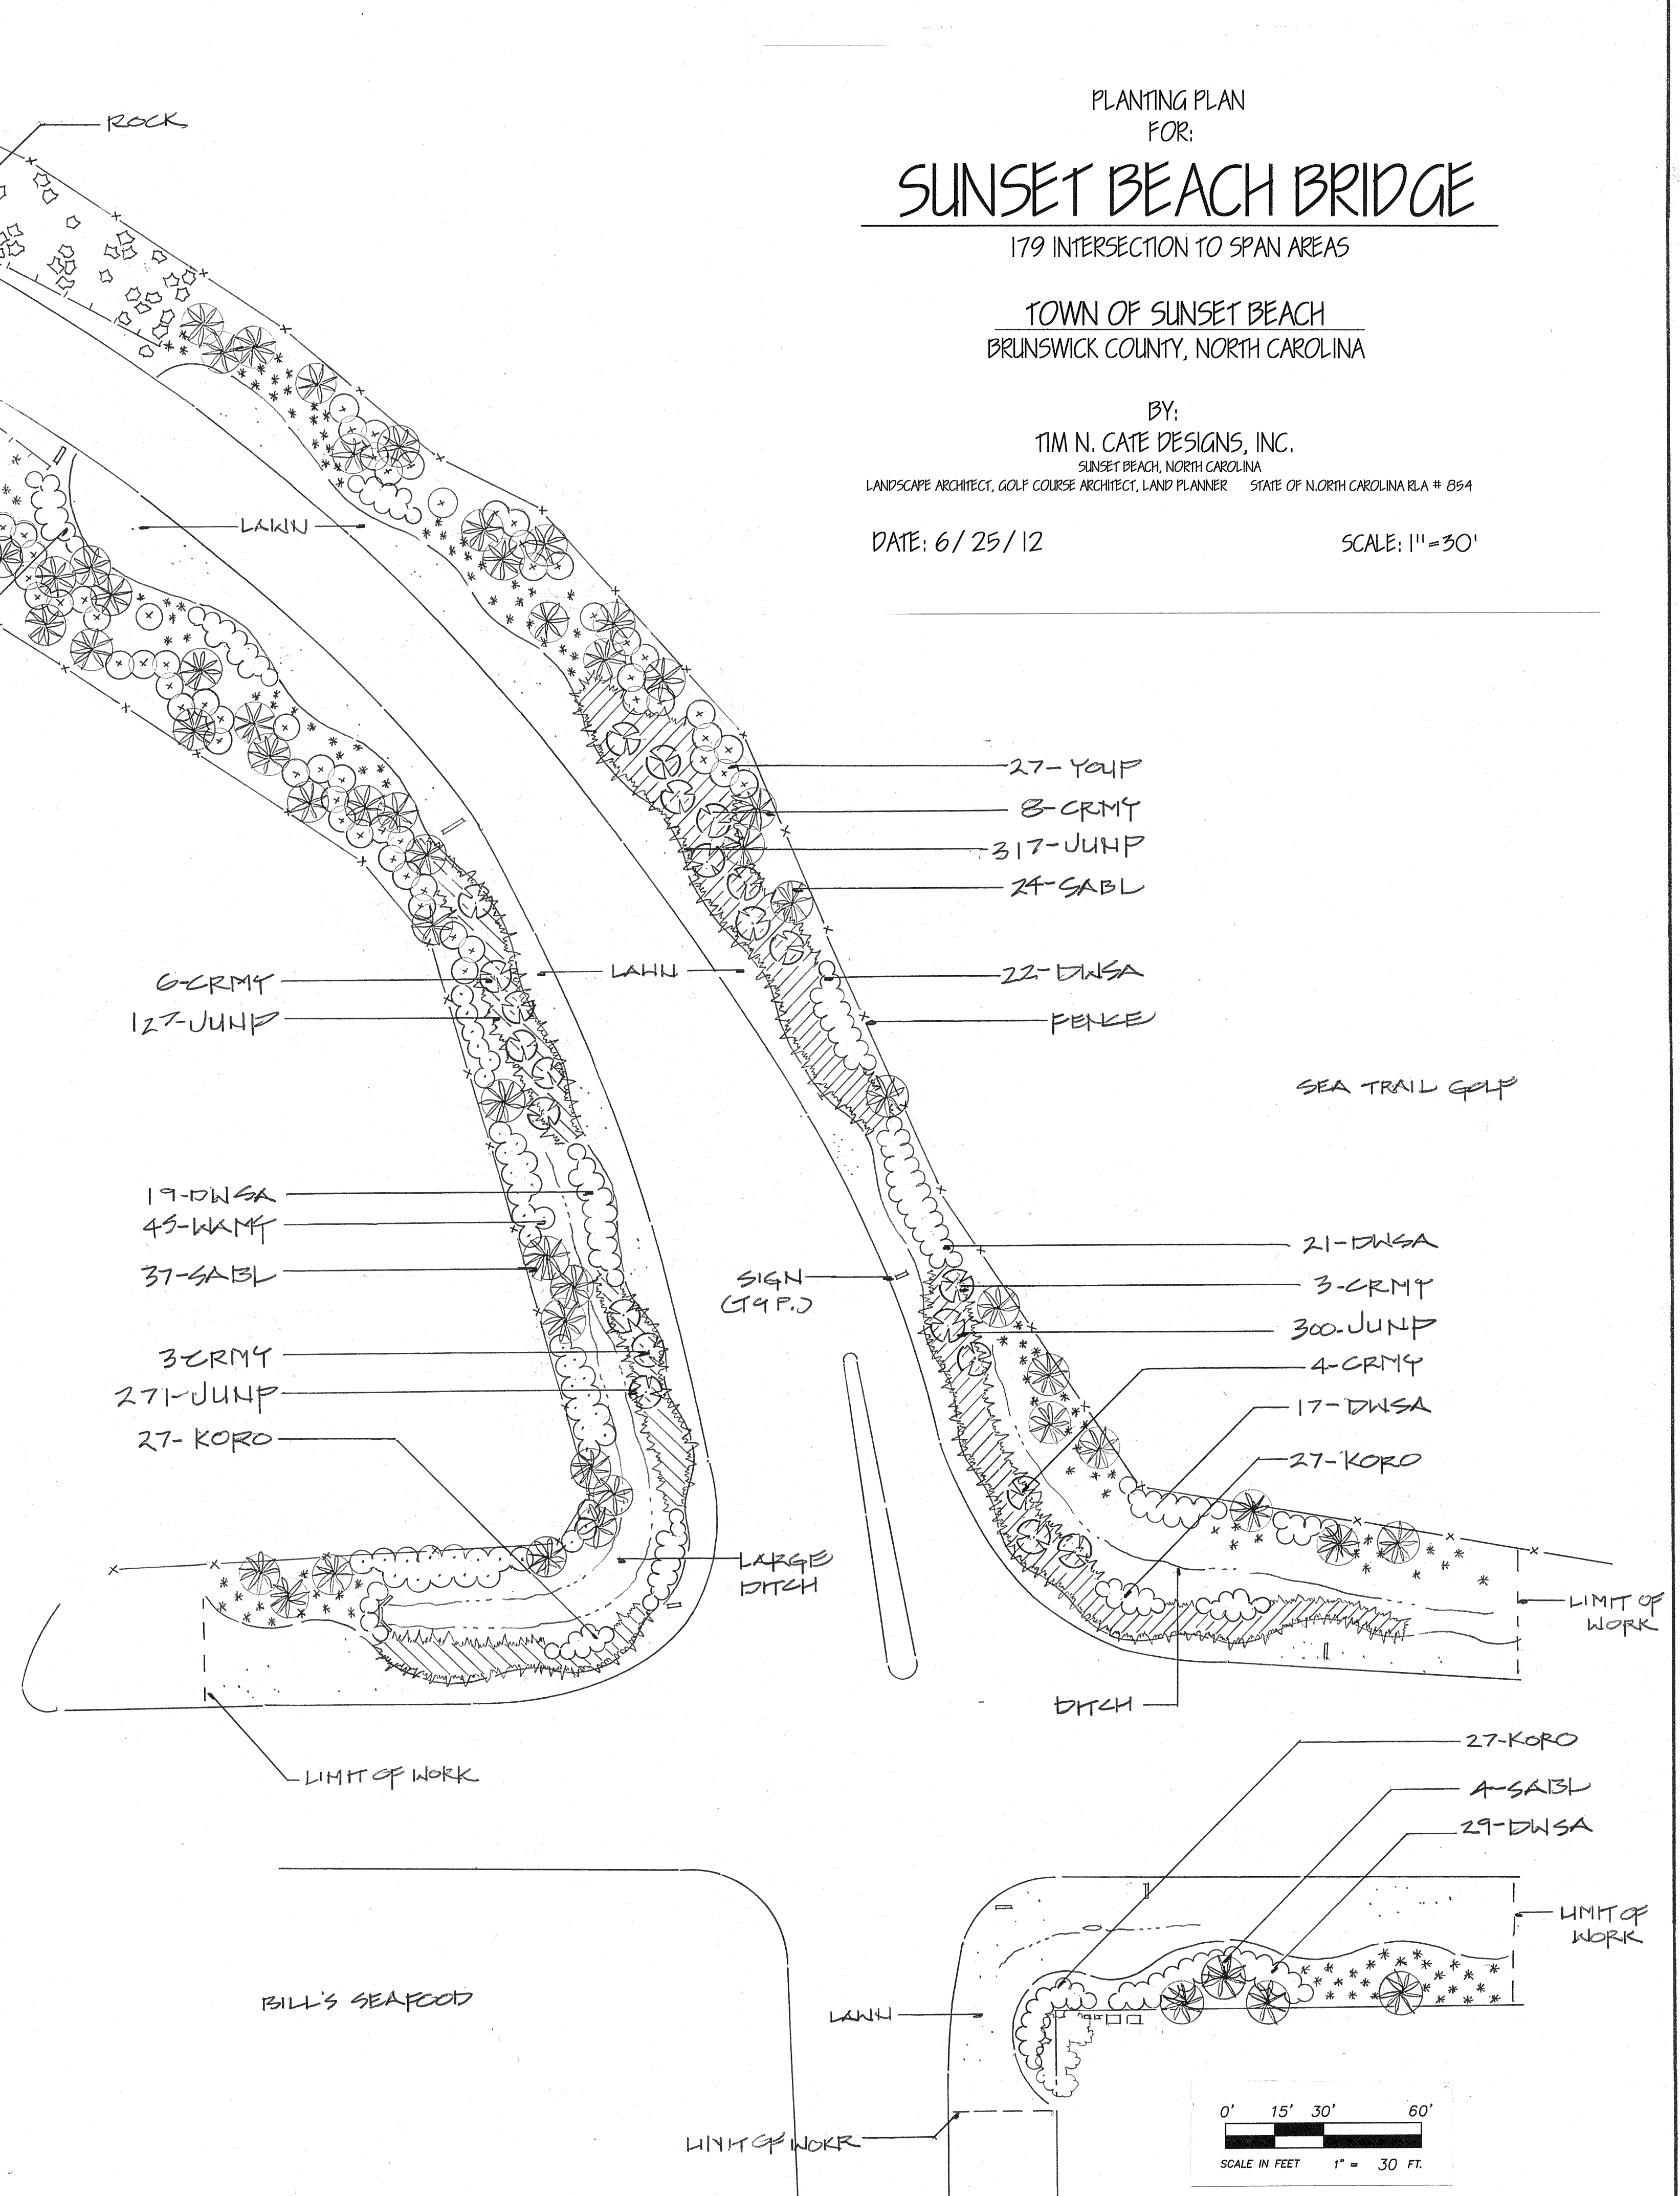 PLANTING PLAN
FOR:
SUNSET BEACH BRIDGE
179 INTERSECTION TO SPAN AREAS
TOWN OF SUNSET BEACH
BRUNSWICK COUNTY, NORTH CAROLINA
BY:
TIM N. CATE DESIGNS, INC.
SUNSET BEACH, NORTH CAROLINA
LANDSCAPE ARCHITECT, GOLF COURSE ARCHITECT, LAND PLANNER STATE OF N.ORTH CAROLINA RLA # 854
DATE: 6/25/12 SCALE: 1"=30'
ROCK
LAWN
27-YOUP
8-CRMY
317-JUNP
24-SABL
LAWN
22-DWSA
FENCE
6-CRMY
127-JUNP
SEA TRAIL GOLF
19-DWSA
45-WAMY
37-SABL
SIGN
(TYP.)
21-DWSA
3-CRMY
300-JUNP
4-CRMY
17-DWSA
27-KORO
3-CRMY
271-JUNP
27-KORO
LARGE
DITCH
LIMIT OF
WORK
DITCH
LIMIT OF WORK
27-KORO
4-SABL
29-DWSA
LIMIT OF
WORK
BILL'S SEAFOOD
LAWN
LIMIT OF WOKR
0' 15' 30' 60'
SCALE IN FEET 1" = 30 FT.